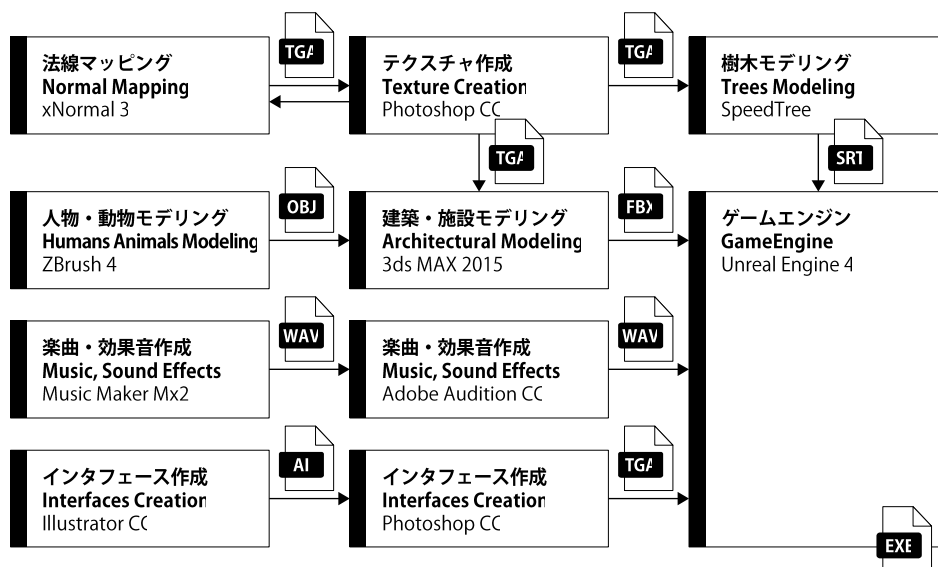 TGA
TGA
法線マッピング
Normal Mapping
xNormal 3
テクスチャ作成
Texture Creation
Photoshop CC
樹木モデリング
Trees Modeling
SpeedTree
TGA
SRT
人物・動物モデリング
Humans Animals Modeling
ZBrush 4
OBJ
建築・施設モデリング
Architectural Modeling
3ds MAX 2015
FBX
ゲームエンジン
GameEngine
Unreal Engine 4
楽曲・効果音作成
Music, Sound Effects
Music Maker Mx2
WAV
楽曲・効果音作成
Music, Sound Effects
Adobe Audition CC
WAV
インタフェース作成
Interfaces Creation
Illustrator CC
AI
インタフェース作成
Interfaces Creation
Photoshop CC
TGA
EXE